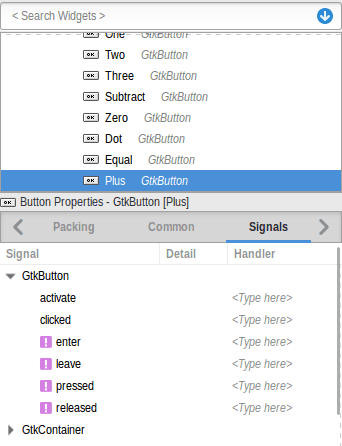 < Search Widgets >
One GtkButton
Two GtkButton
Three GtkButton
Subtract GtkButton
Zero GtkButton
Dot GtkButton
Equal GtkButton
Plus GtkButton
Button Properties - GtkButton [Plus]
Packing Common Signals
Signal Detail Handler
GtkButton
activate <Type here>
clicked <Type here>
enter <Type here>
leave <Type here>
pressed <Type here>
released <Type here>
GtkContainer